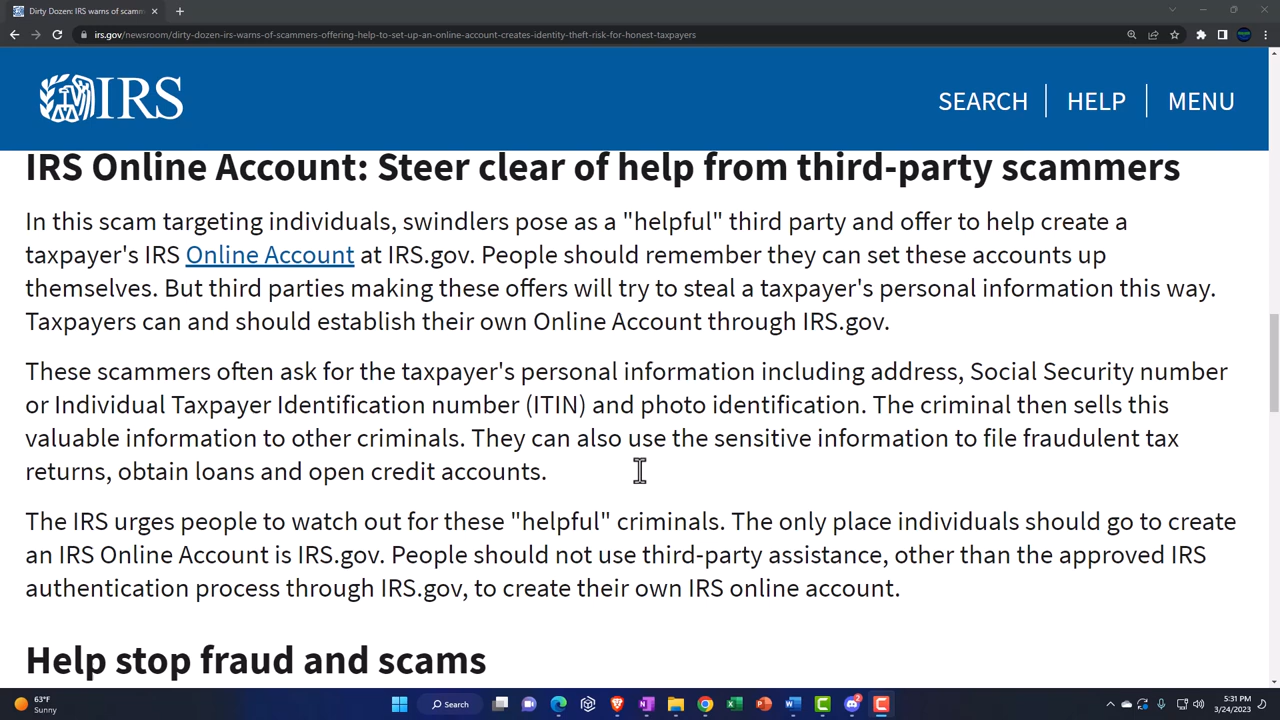 Dirty Dozen: IRS warns of scamm
irs.gov/newsroom/dirty-dozen-irs-warns-of-scammers-offering-help-to-set-up-an-online-account-creates-identity-theft-risk-for-honest-taxpayers
IRS
SEARCH
HELP
MENU
IRS Online Account: Steer clear of help from third-party scammers
In this scam targeting individuals, swindlers pose as a "helpful" third party and offer to help create a
taxpayer's IRS Online Account at IRS.gov. People should remember they can set these accounts up
themselves. But third parties making these offers will try to steal a taxpayer's personal information this way.
Taxpayers can and should establish their own Online Account through IRS.gov.
These scammers often ask for the taxpayer's personal information including address, Social Security number
or Individual Taxpayer Identification number (ITIN) and photo identification. The criminal then sells this
valuable information to other criminals. They can also use the sensitive information to file fraudulent tax
returns, obtain loans and open credit accounts.
The IRS urges people to watch out for these "helpful" criminals. The only place individuals should go to create
an IRS Online Account is IRS.gov. People should not use third-party assistance, other than the approved IRS
authentication process through IRS.gov, to create their own IRS online account.
Help stop fraud and scams
63°F
Sunny
Search
2
5:31 PM
3/24/2023